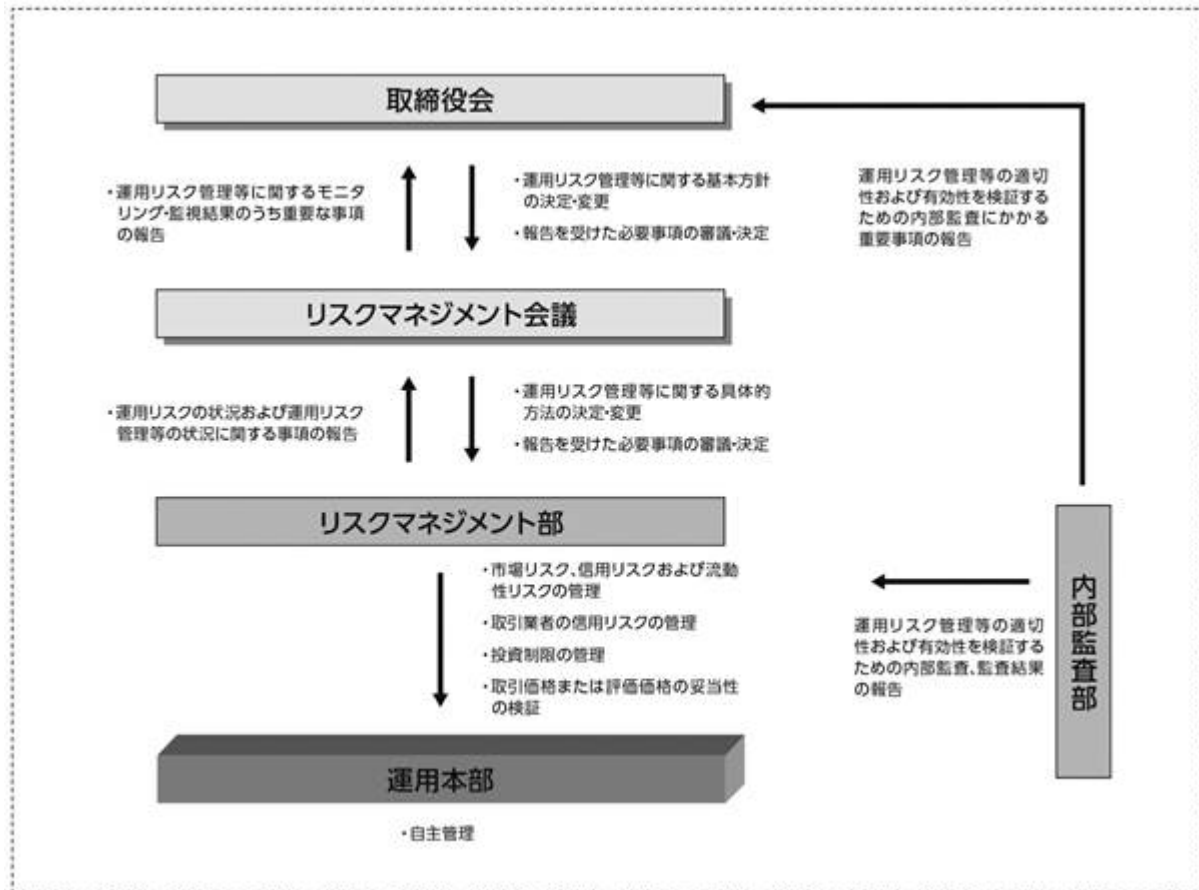 取締役会
・運用リスク管理等に関するモニタ
リング・監視結果のうち重要な事項
の報告
・運用リスク管理等に関する基本方針
の決定・変更
・報告を受けた必要事項の審議・決定
運用リスク管理等の適切
性および有効性を検証する
ための内部監査にかかる
重要事項の報告
リスクマネジメント会議
・運用リスクの状況および運用リスク
管理等の状況に関する事項の報告
・運用リスク管理等に関する具体的
方法の決定・変更
・報告を受けた必要事項の審議・決定
リスクマネジメント部
・市場リスク、信用リスクおよび流動
性リスクの管理
・取引業者の信用リスクの管理
・投資制限の管理
・取引価格または評価価格の妥当性
の検証
運用リスク管理等の適切
性および有効性を検証する
ための内部監査、監査結果
の報告
内部監査部
運用本部
・自主管理